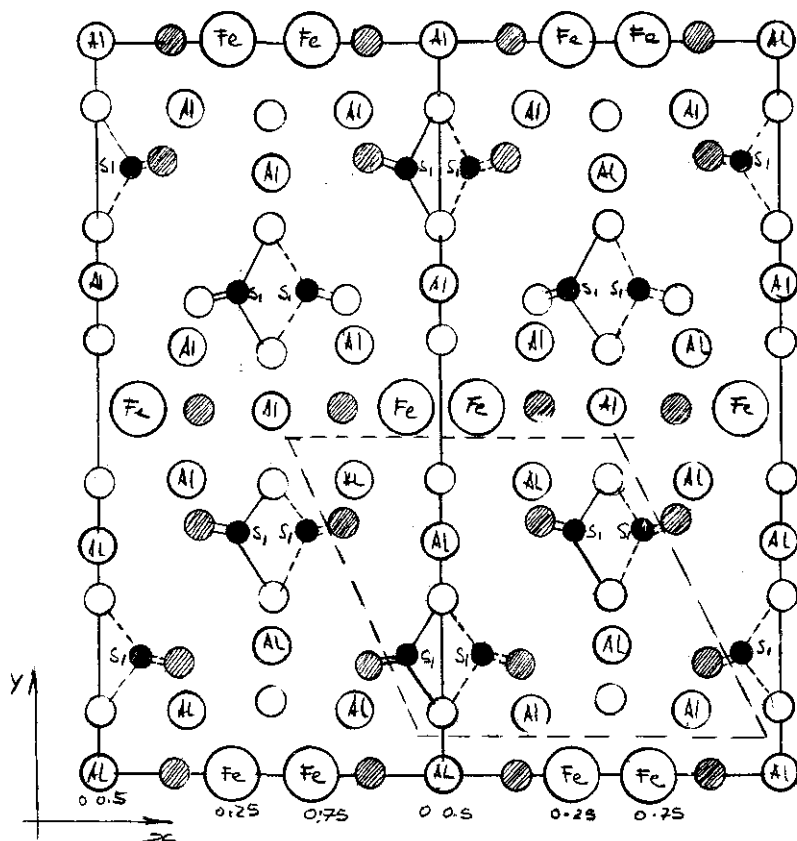 Al Fe Fe Al Fe Fe AL
Al Al Al Al
Si Al Si Si AL Si
Al Al Al
Si Si Si Si
Al Al Al AL
Fe Al Fe Fe Al Fe
Al AL AL AL
AL Si Si AL Si Si AL
Si AL Si Si AL Si
AL AL Al Al
Y
AL Fe Fe AL Fe Fe Al
0 0.5 0.25 0.75 0 0.5 0.25 0.75